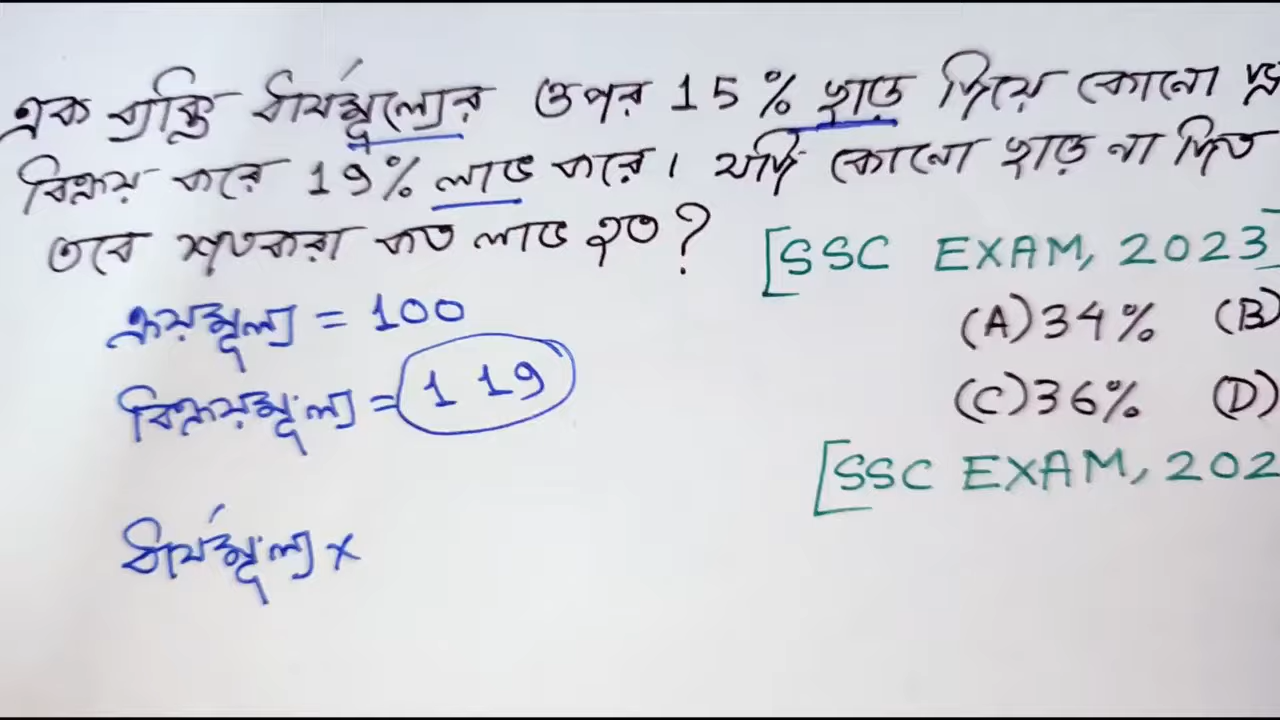 এক ব্যক্তি ধার্যমূল্যের ওপর 15% ছাড় দিয়ে কোনো
বিক্রয় করে 19% লাভ করে। যদি কোনো ছাড় না দিত
তবে শতকরা কত লাভ হত?
[SSC EXAM, 2023]
ক্রয়মূল্য = 100
(A) 34% (B)
বিক্রয়মূল্য = 119
(C) 36% (D)
[SSC EXAM, 202
ধার্যমূল্য ×